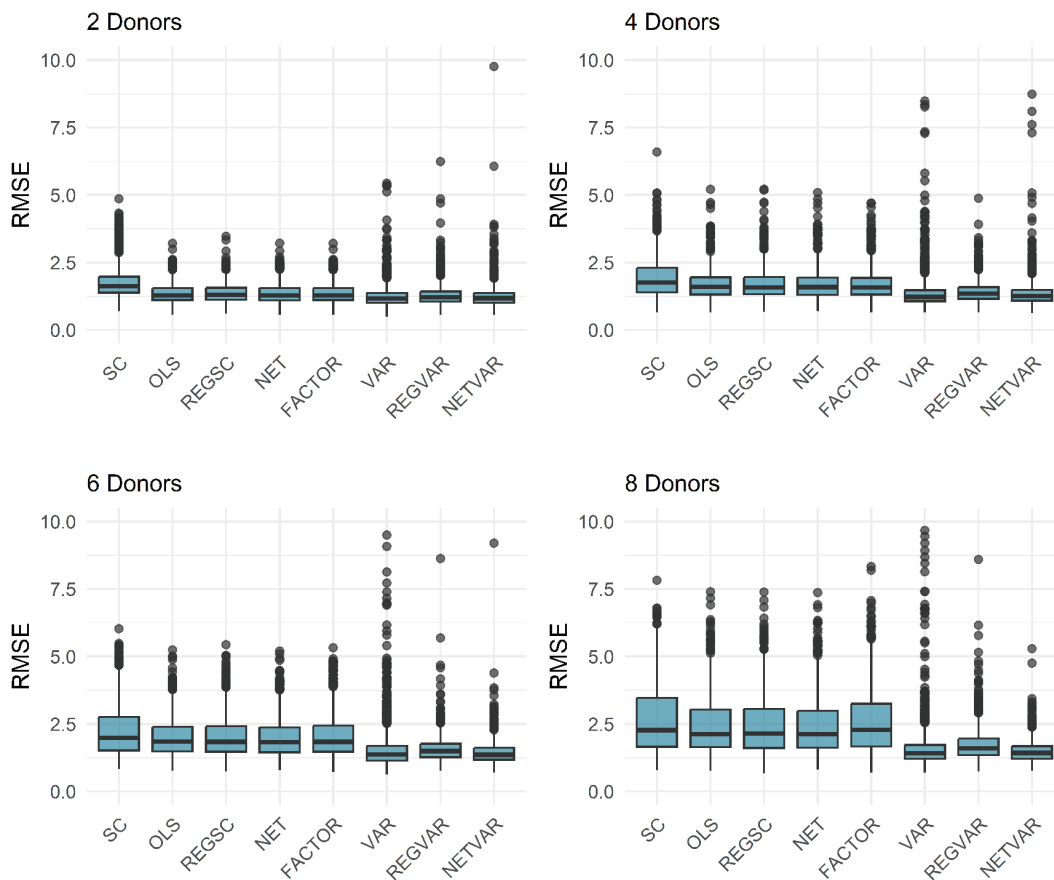 2 Donors
10.0
7.5
5.0
2.5
0.0
RMSE
SC
OLS
REGSC
NET
FACTOR
VAR
REGVAR
NETVAR
4 Donors
10.0
7.5
5.0
2.5
0.0
RMSE
SC
OLS
REGSC
NET
FACTOR
VAR
REGVAR
NETVAR
6 Donors
10.0
7.5
5.0
2.5
0.0
RMSE
SC
OLS
REGSC
NET
FACTOR
VAR
REGVAR
NETVAR
8 Donors
10.0
7.5
5.0
2.5
0.0
RMSE
SC
OLS
REGSC
NET
FACTOR
VAR
REGVAR
NETVAR